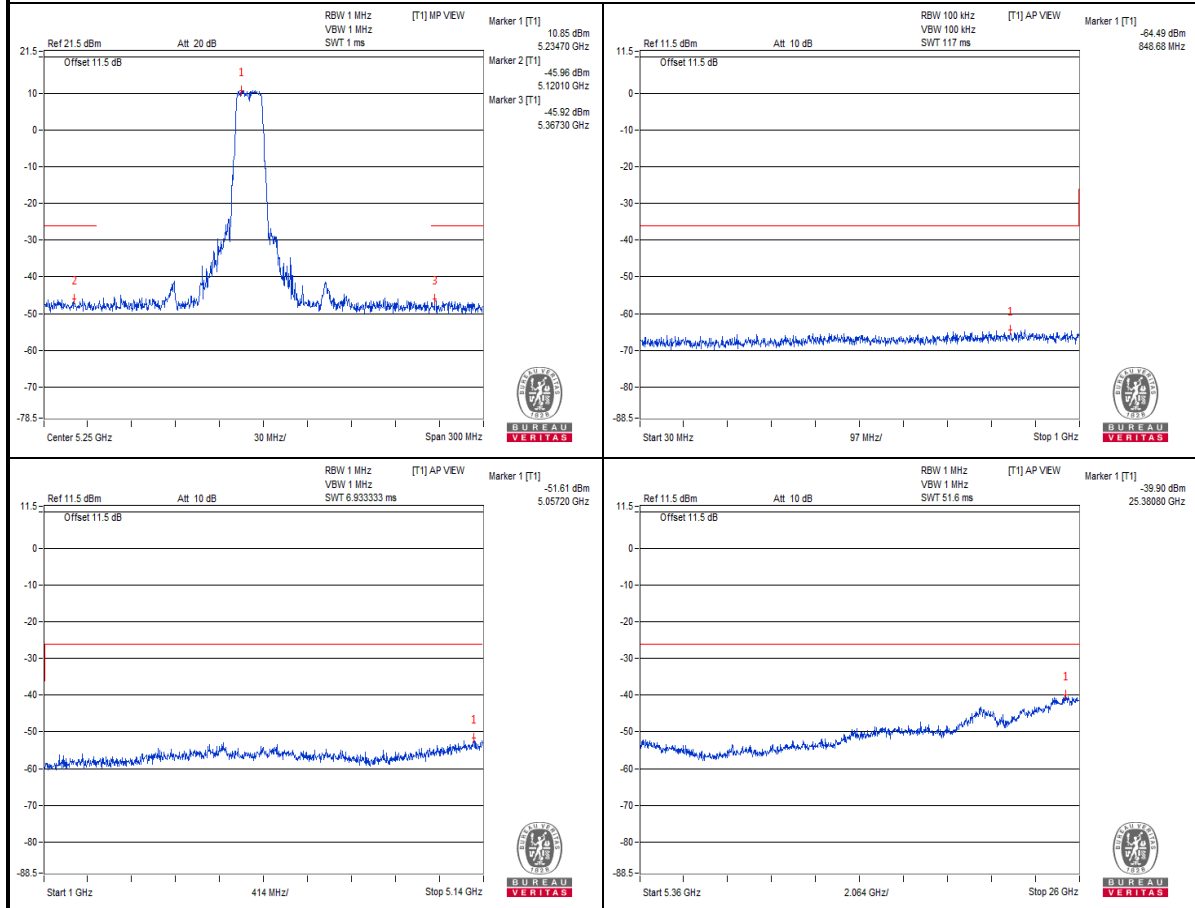 RBW 1 MHz [T1] MP VIEW
VBW 1 MHz
Ref 21.5 dBm Att 20 dB SWT 1 ms
Marker 1 [T1]
10.85 dBm
5.23470 GHz
Marker 2 [T1]
-45.96 dBm
5.12010 GHz
Marker 3 [T1]
-45.92 dBm
5.36730 GHz
21.5
Offset 11.5 dB
1
10
0
-10
-20
-30
-40
2
3
-50
-60
-70
-78.5
Center 5.25 GHz 30 MHz/ Span 300 MHz
BUREAU VERITAS
1828
BUREAU
VERITAS
RBW 100 kHz [T1] AP VIEW
VBW 100 kHz
Ref 11.5 dBm Att 10 dB SWT 117 ms
Marker 1 [T1]
-64.49 dBm
848.68 MHz
11.5
Offset 11.5 dB
0
-10
-20
-30
-40
-50
-60
1
-70
-80
-88.5
Start 30 MHz 97 MHz/ Stop 1 GHz
BUREAU VERITAS
1828
BUREAU
VERITAS
RBW 1 MHz [T1] AP VIEW
VBW 1 MHz
Ref 11.5 dBm Att 10 dB SWT 6.933333 ms
Marker 1 [T1]
-51.61 dBm
5.05720 GHz
11.5
Offset 11.5 dB
0
-10
-20
-30
-40
1
-50
-60
-70
-80
-88.5
Start 1 GHz 414 MHz/ Stop 5.14 GHz
BUREAU VERITAS
1828
BUREAU
VERITAS
RBW 1 MHz [T1] AP VIEW
VBW 1 MHz
Ref 11.5 dBm Att 10 dB SWT 51.6 ms
Marker 1 [T1]
-39.90 dBm
25.38080 GHz
11.5
Offset 11.5 dB
0
-10
-20
-30
1
-40
-50
-60
-70
-80
-88.5
Start 5.36 GHz 2.064 GHz/ Stop 26 GHz
BUREAU VERITAS
1828
BUREAU
VERITAS